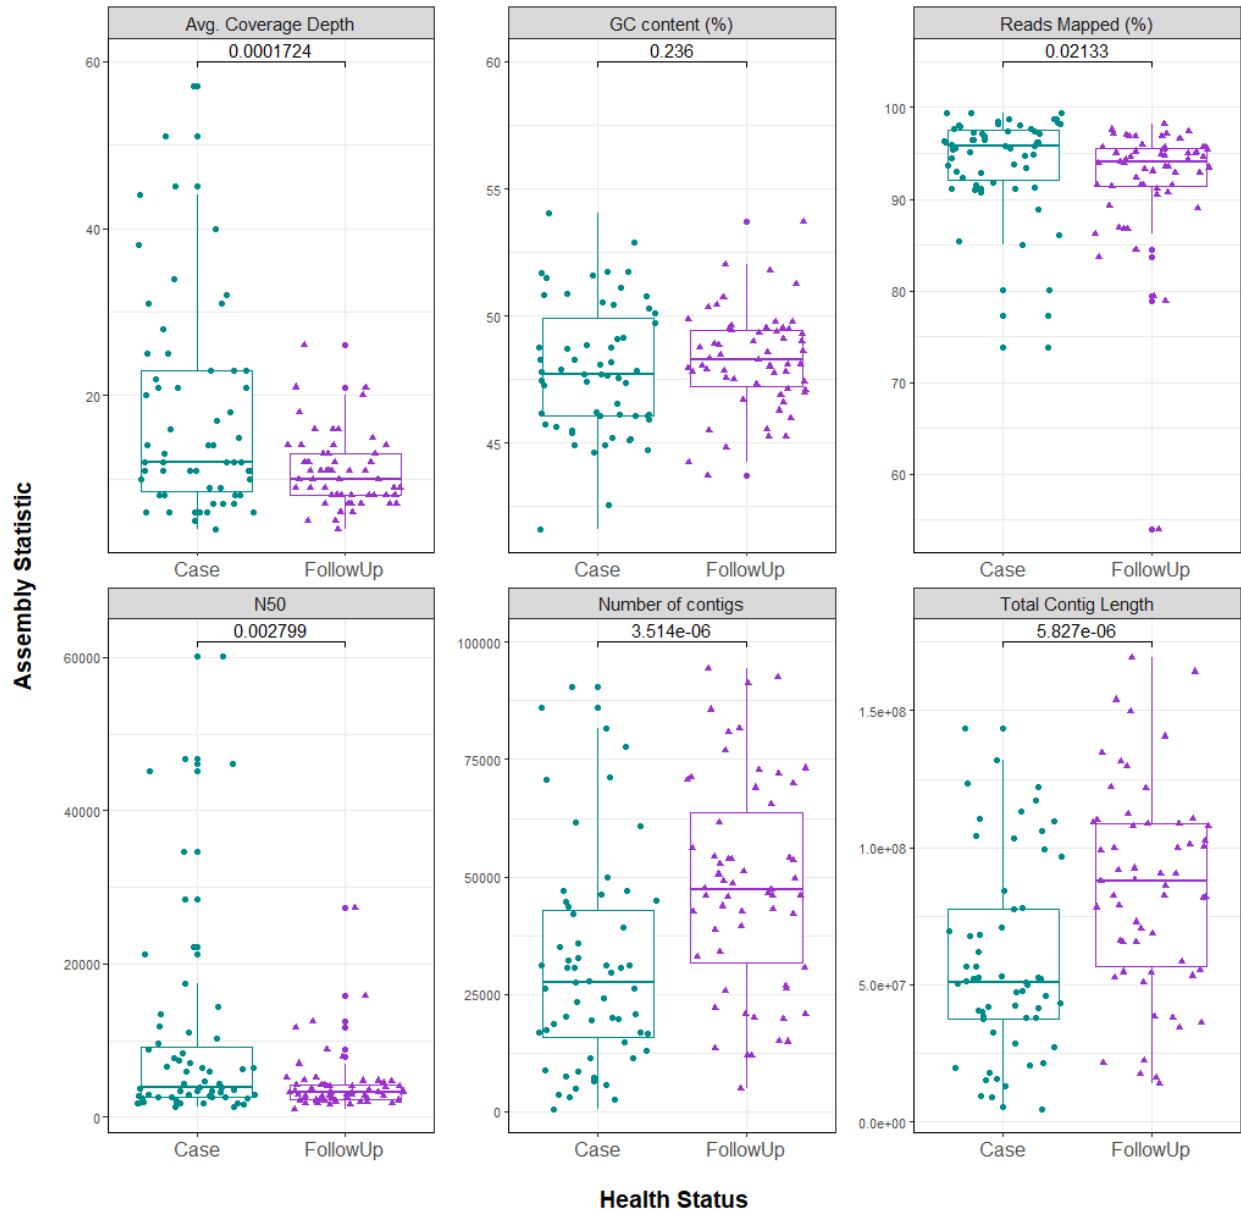 Avg. Coverage Depth
GC content (%)
Reads Mapped (%)
0.0001724
0.236
0.02133
60
40
20
60
55
50
45
100
90
80
70
60
Case
FollowUp
Case
FollowUp
Case
FollowUp
Assembly Statistic
N50
Number of contigs
Total Contig Length
0.002799
3.514e-06
5.827e-06
60000
40000
20000
0
100000
75000
50000
25000
0
1.5e+08
1.0e+08
5.0e+07
0.0e+00
Case
FollowUp
Case
FollowUp
Case
FollowUp
Health Status